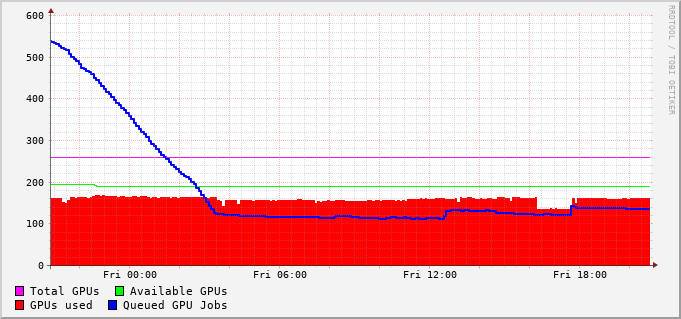 600
500
400
300
200
100
0
Fri 00:00 Fri 06:00 Fri 12:00 Fri 18:00
Total GPUs Available GPUs
GPUs used Queued GPU Jobs
RRDTOOL / TOBI OETIKER